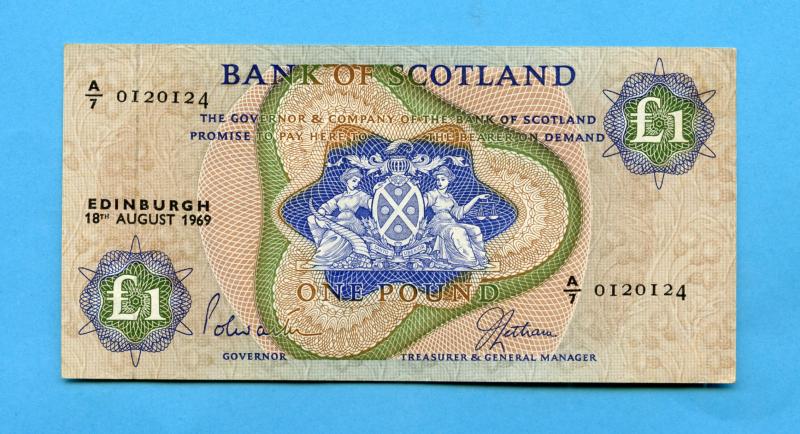 BANK OF SCOTLAND
A/7 0120124
£1
THE GOVERNOR & COMPANY OF THE BANK OF SCOTLAND
PROMISE TO PAY HERE TO THE BEARER ON DEMAND
EDINBURGH
18TH AUGUST 1969
£1
ONE POUND
A/7 0120124
Polwarth
GOVERNOR
TREASURER & GENERAL MANAGER